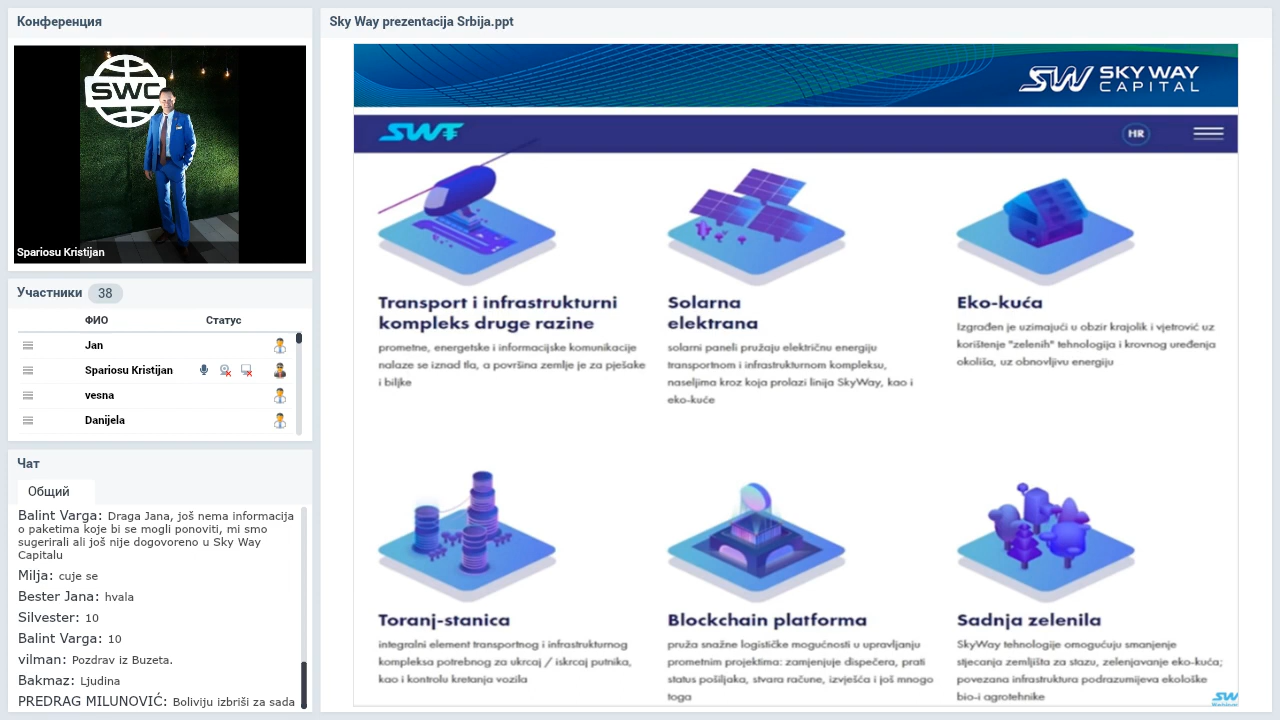 Конференция
SWC
Spariosu Kristijan
Участники 38
ФИО Статус
Jan
Spariosu Kristijan
vesna
Danijela
Чат
Общий
Balint Varga: Draga Jana, još nema informacija
o paketima koje bi se mogli ponoviti, mi smo
sugerirali ali još nije dogovoreno u Sky Way
Capitalu
Milja: cuje se
Bester Jana: hvala
Silvester: 10
Balint Varga: 10
vilman: Pozdrav iz Buzeta.
Bakmaz: Ljudina
PREDRAG MILUNOVIĆ: Boliviju izbriši za sada
Sky Way prezentacija Srbija.ppt
SW SKY WAY
CAPITAL
SWT HR
Transport i infrastrukturni
kompleks druge razine
prometne, energetske i informacijske komunikacije
nalaze se iznad tla, a površina zemlje je za pješake
i biljke
Solarna
elektrana
solarni paneli pružaju električnu energiju
transportnom i infrastrukturnom kompleksu,
naseljima kroz koja prolazi linija SkyWay, kao i
eko-kuće
Eko-kuća
Izgrađen je uzimajući u obzir krajolik i vjetrović uz
korištenje "zelenih" tehnologija i krovnog uređenja
okoliša, uz obnovljivu energiju
Toranj-stanica
integralni element transportnog i infrastrukturnog
kompleksa potrebnog za ukrcaj / iskrcaj putnika,
kao i kontrolu kretanja vozila
Blockchain platforma
pruža snažne logističke mogućnosti u upravljanju
prometnim projektima: zamjenjuje dispečera, prati
status pošiljaka, stvara račune, izvješća i još mnogo
toga
Sadnja zelenila
SkyWay tehnologije omogućuju smanjenje
stjecanja zemljišta za stazu, zelenjavanje eko-kuća;
povezana infrastruktura podrazumijeva ekološke
bio-i agrotehnike